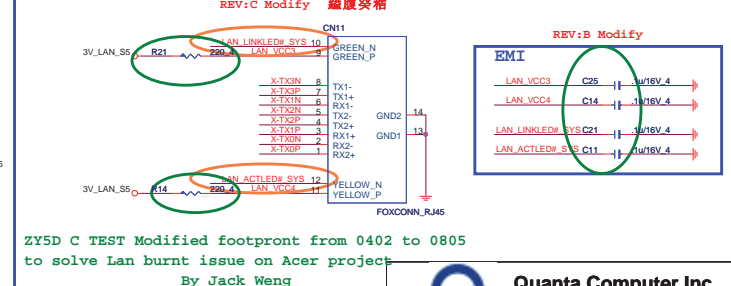 REV:C Modify 繼腹癸稽
CN11
REV:B Modify
EMI
3V_LAN_S5 R21 220_4 LAN_LINKLED#_SYS 10 GREEN_N
LAN_VCC3 9 GREEN_P
X-TX3N 8 TX1-
X-TX3P 7 TX1+
X-TX1N 6 RX1-
X-TX2N 5 TX2-
X-TX2P 4 TX2+
X-TX1P 3 RX1+
X-TX0N 2 RX2-
X-TX0P 1 RX2+
GND2 14
GND1 13
3V_LAN_S5 R14 220_4 LAN_ACTLED#_SYS 12 YELLOW_N
LAN_VCC4 11 YELLOW_P
FOXCONN_RJ45
LAN_VCC3 C25 .1u/16V_4
LAN_VCC4 C14 .1u/16V_4
LAN_LINKLED#_SYS C21 .1u/16V_4
LAN_ACTLED#_SYS C11 .1u/16V_4
ZY5D C TEST Modified footpront from 0402 to 0805
to solve Lan burnt issue on Acer project
By Jack Weng
Quanta Computer Inc